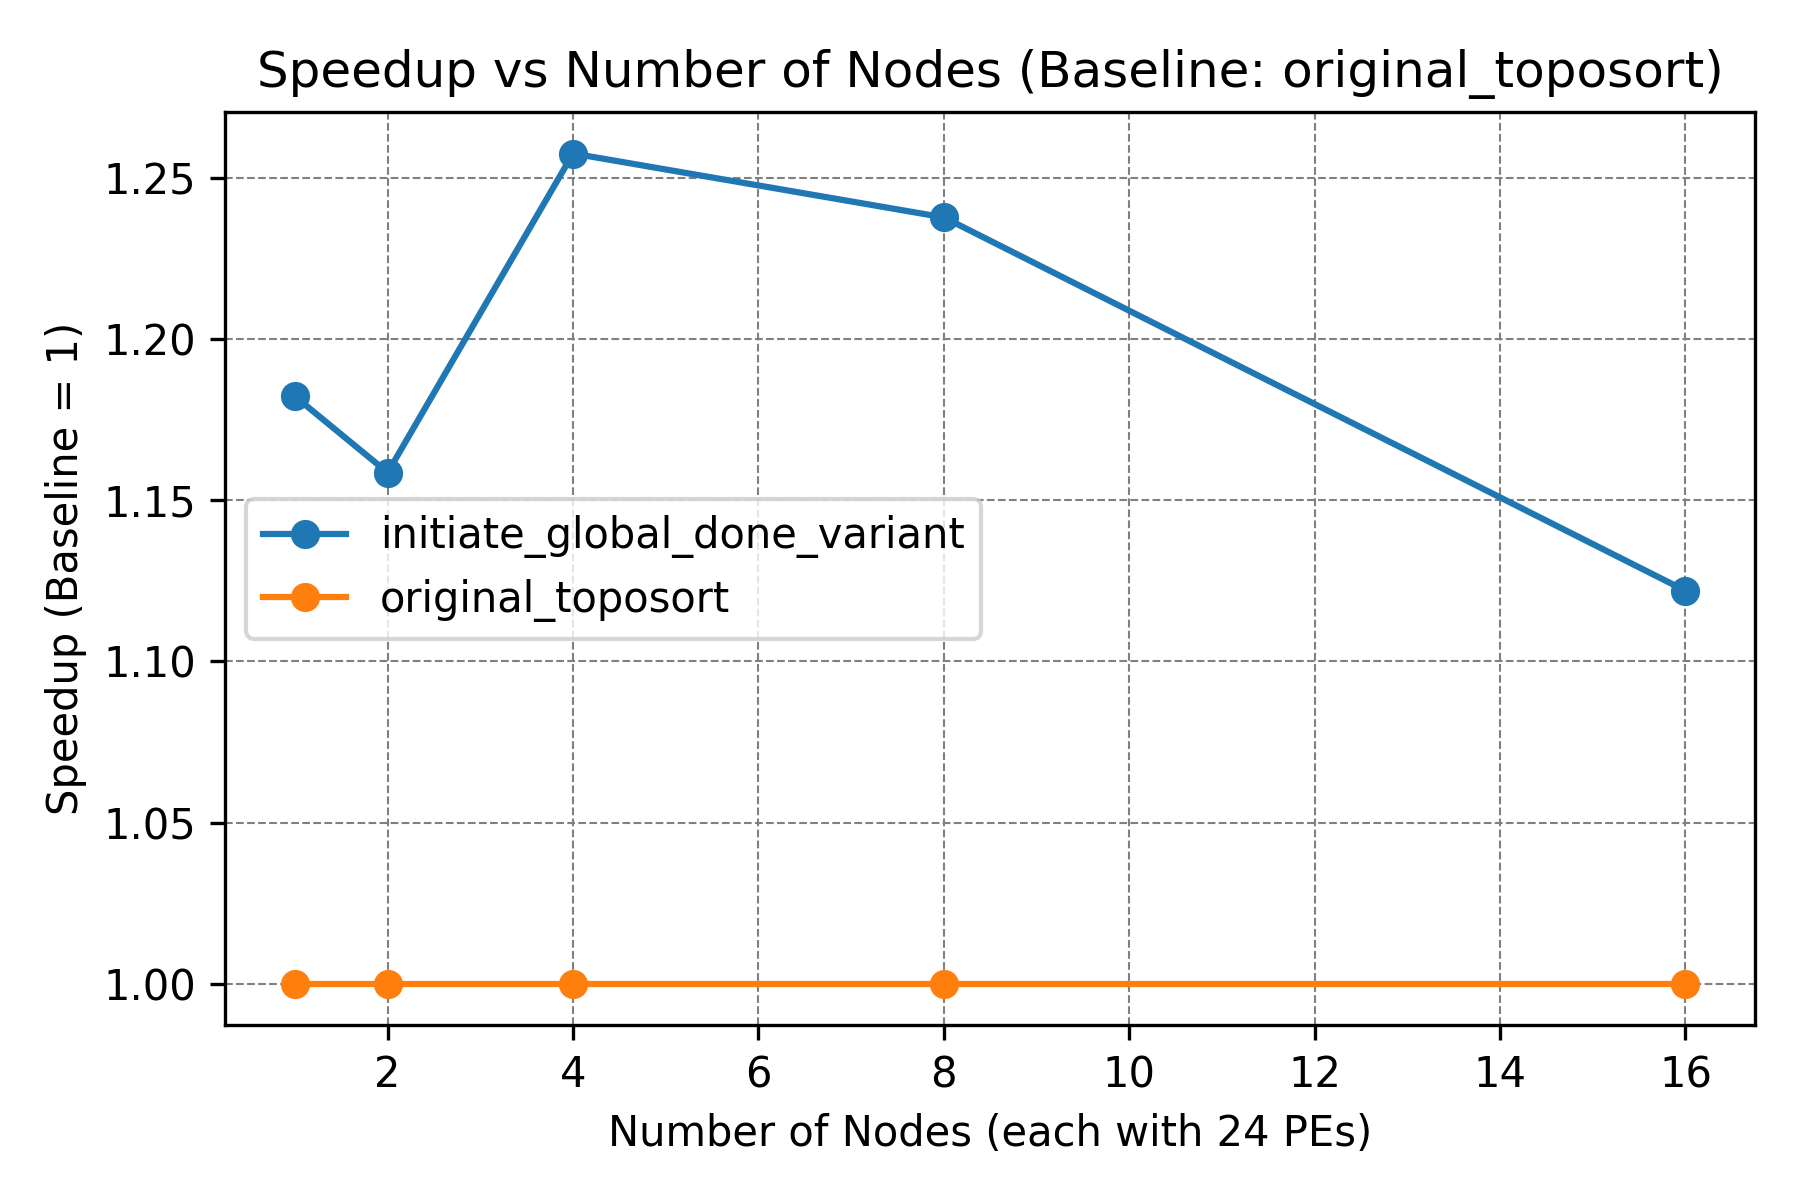 Speedup vs Number of Nodes (Baseline: original_toposort)
Speedup (Baseline = 1)
1.25
1.20
1.15
1.10
1.05
1.00
initiate_global_done_variant
original_toposort
2 4 6 8 10 12 14 16
Number of Nodes (each with 24 PEs)